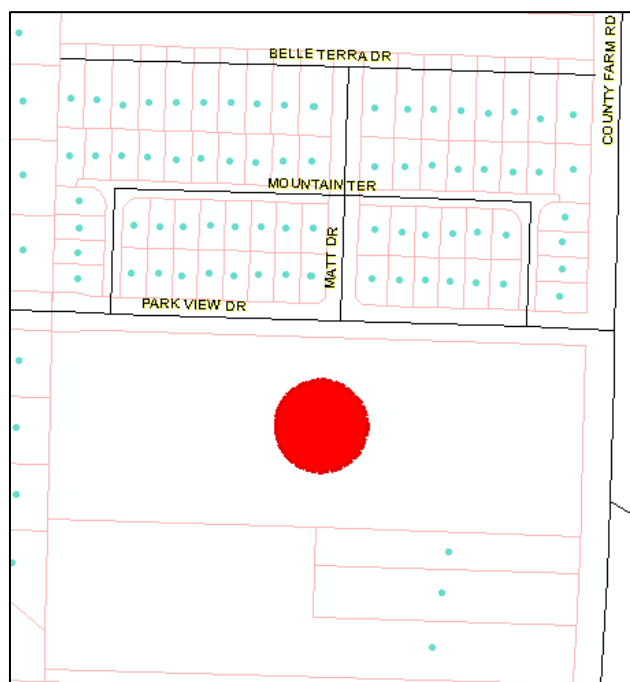 BELLE TERRA DR
COUNTY FARM RD
MOUNTAIN TER
MATT DR
PARK VIEW DR